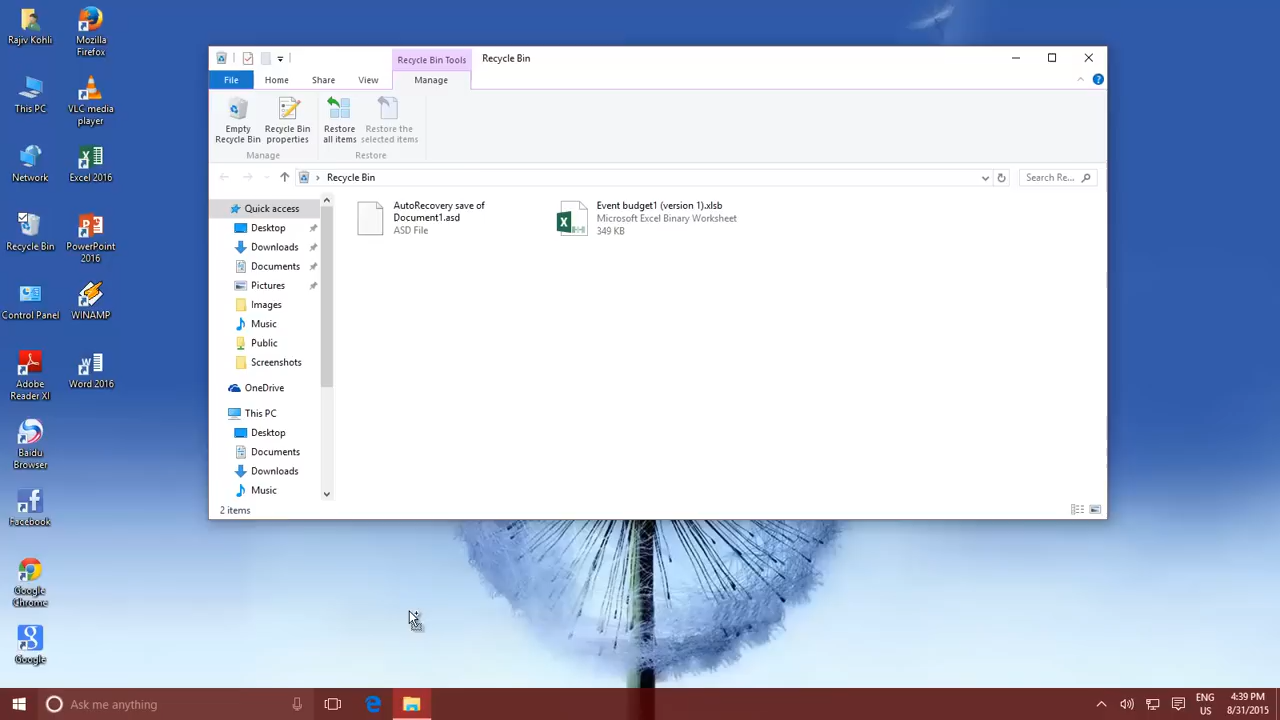 Rajiv Kohli
Mozilla
Firefox
This PC
VLC media
player
Network
Excel 2016
Recycle Bin
PowerPoint
2016
Control Panel
WINAMP
Adobe
Reader XI
Word 2016
Baidu
Browser
Facebook
Google
Chrome
Google
Recycle Bin Tools
Recycle Bin
File
Home
Share
View
Manage
Empty
Recycle Bin
Recycle Bin
properties
Manage
Restore
all items
Restore the
selected items
Restore
Recycle Bin
Search Re...
Quick access
Desktop
Downloads
Documents
Pictures
Images
Music
Public
Screenshots
OneDrive
This PC
Desktop
Documents
Downloads
Music
AutoRecovery save of
Document1.asd
ASD File
Event budget1 (version 1).xlsb
Microsoft Excel Binary Worksheet
349 KB
2 items
Ask me anything
ENG
US
4:39 PM
8/31/2015